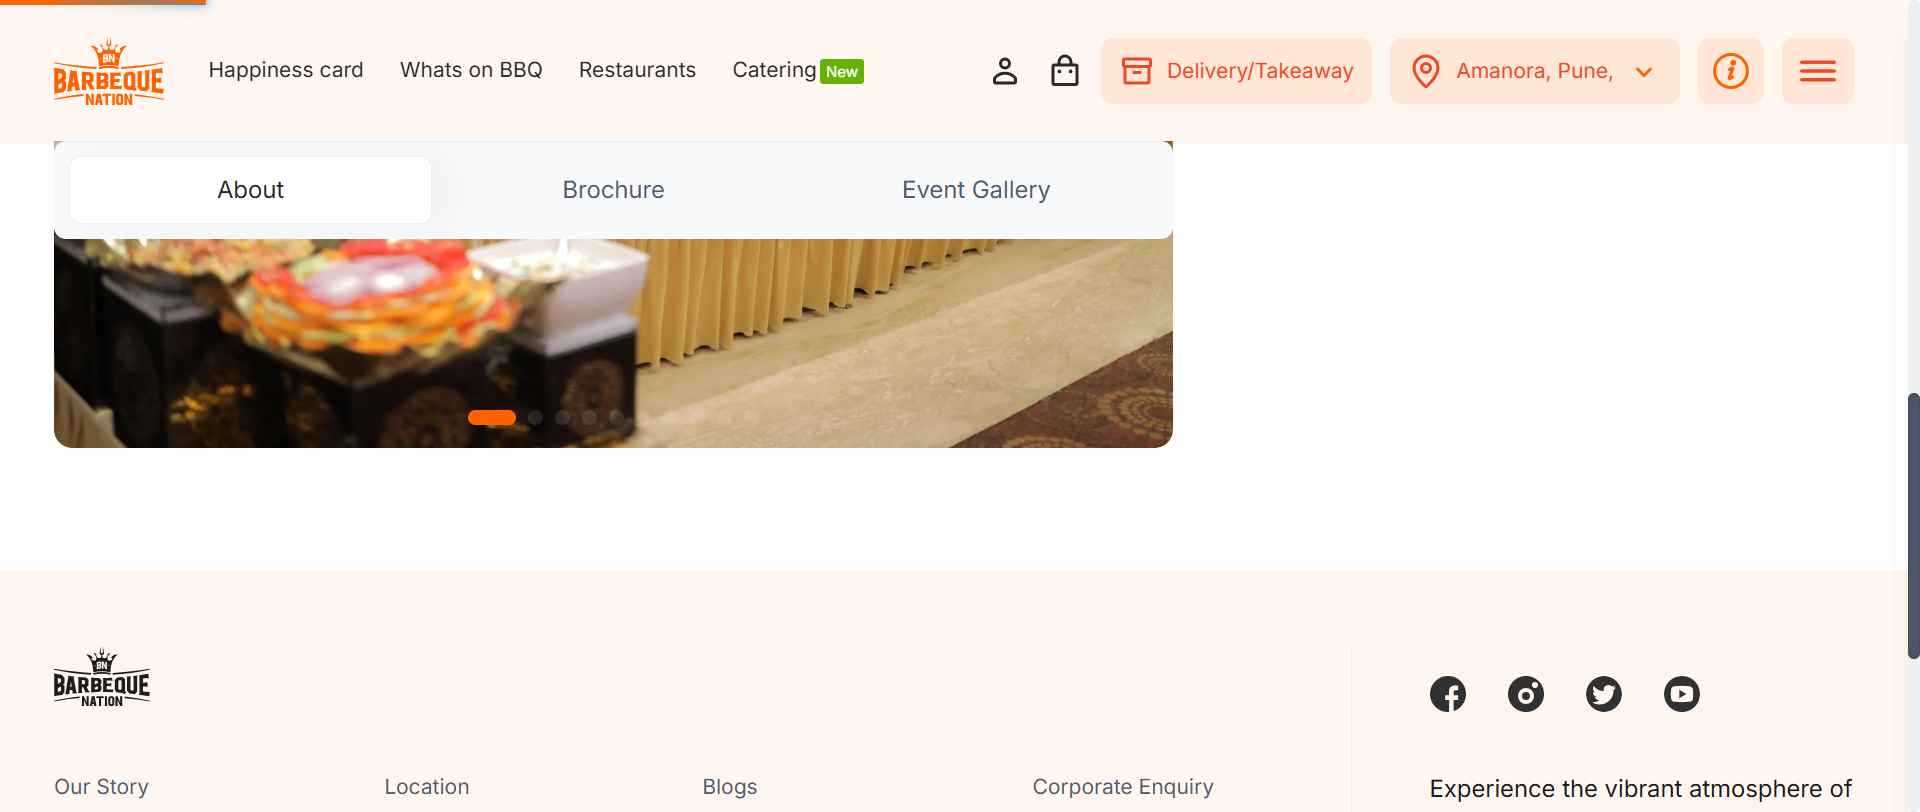 BN
BARBEQUE
NATION
Happiness card
Whats on BBQ
Restaurants
Catering New
Delivery/Takeaway
Amanora, Pune,
About
Brochure
Event Gallery
BN
BARBEQUE
NATION
Our Story
Location
Blogs
Corporate Enquiry
Experience the vibrant atmosphere of